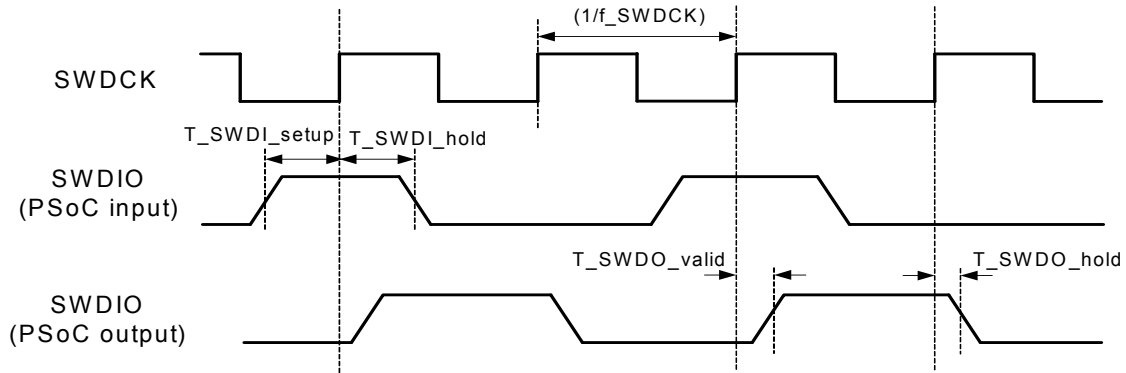 (1/f_SWDCK)
SWDCK
T_SWDI_setup T_SWDI_hold
SWDIO
(PSoC input)
T_SWDO_valid T_SWDO_hold
SWDIO
(PSoC output)